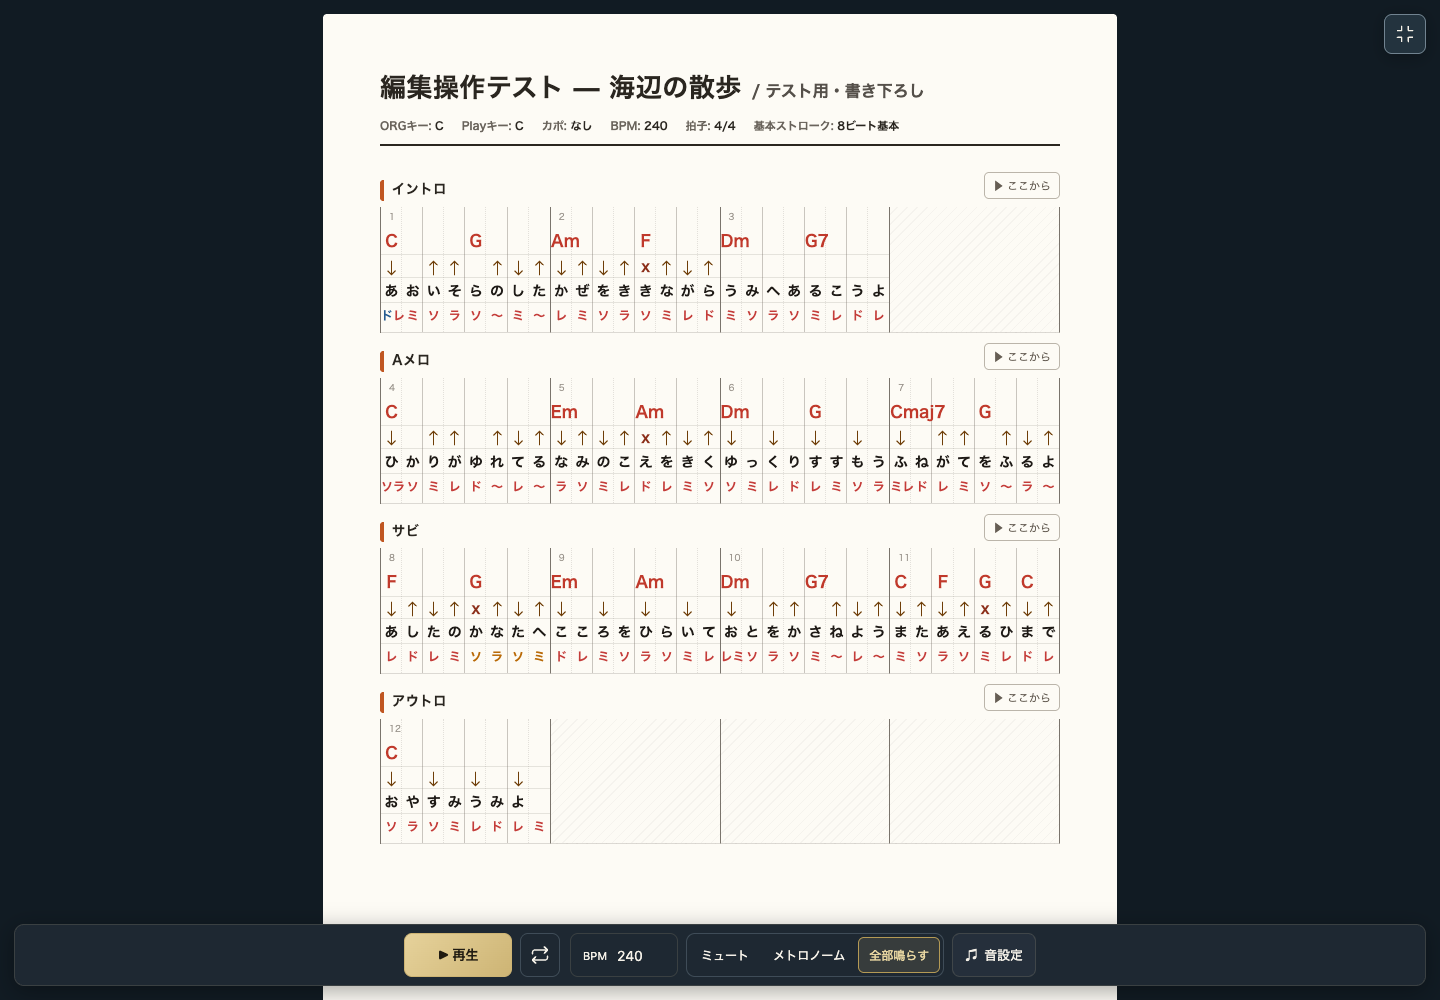 編集操作テスト — 海辺の散歩 / テスト用・書き下ろし
ORGキー: C Playキー: C カポ: なし BPM: 240 拍子: 4/4 基本ストローク: 8ビート基本
イントロ ▶ ここから
1 2 3
C G Am F Dm G7
↓ ↑ ↑ ↑ ↓ ↑ ↓ ↑ ↓ ↑ x ↑ ↓ ↑
あ お い そ ら の し た か ぜ を き き な が ら う み へ あ る こ う よ
ドレ ミ ソ ラ ソ 〜 ミ 〜 レ ミ ソ ラ ソ ミ レ ド ミ ソ ラ ソ ミ レ ド レ
Aメロ ▶ ここから
4 5 6 7
C Em Am Dm G Cmaj7 G
↓ ↑ ↑ ↑ ↓ ↑ ↓ ↑ ↓ ↑ x ↑ ↓ ↑ ↓ ↓ ↓ ↓ ↓ ↑ ↑ ↑ ↓ ↑
ひ か り が ゆ れ て る な み の こ え を き く ゆ っ く り す す も う ふ ね が て を ふ る よ
ソラ ソ ミ レ ド 〜 レ 〜 ラ ソ ミ レ ド レ ミ ソ ソ ミ レ ド レ ミ ソ ラ ミレ ド レ ミ ソ 〜 ラ 〜
サビ ▶ ここから
8 9 10 11
F G Em Am Dm G7 C F G C
↓ ↑ ↓ ↑ x ↑ ↓ ↑ ↓ ↓ ↓ ↓ ↓ ↑ ↑ ↑ ↓ ↑ ↓ ↑ ↓ ↑ x ↑ ↓ ↑
あ し た の か な た へ こ こ ろ を ひ ら い て お と を か さ ね よ う ま た あ え る ひ ま で
レ ド レ ミ ソ ラ ソ ミ ド レ ミ ソ ラ ソ ミ レ レミ ソ ラ ソ ミ 〜 レ 〜 ミ ソ ラ ソ ミ レ ド レ
アウトロ ▶ ここから
12
C
↓ ↓ ↓ ↓
お や す み う み よ
ソ ラ ソ ミ レ ド レ ミ
▶ 再生 BPM 240 ミュート メトロノーム 全部鳴らす 音設定